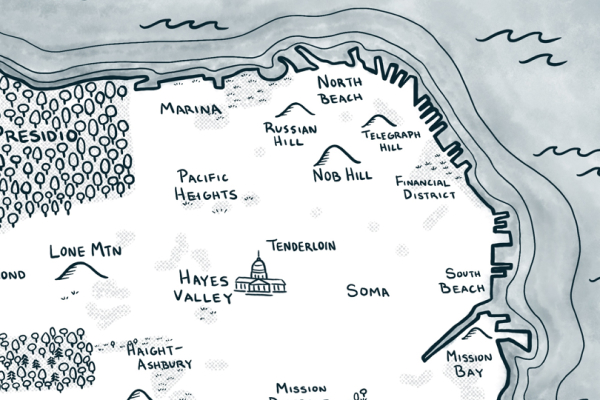 NORTH
BEACH
MARINA
RUSSIAN
HILL
TELEGRAPH
HILL
PRESIDIO
NOB HILL
PACIFIC
HEIGHTS
FINANCIAL
DISTRICT
LONE MTN
TENDERLOIN
OND
HAYES
VALLEY
SOMA
SOUTH
BEACH
HAIGHT-
ASHBURY
MISSION
BAY
MISSION